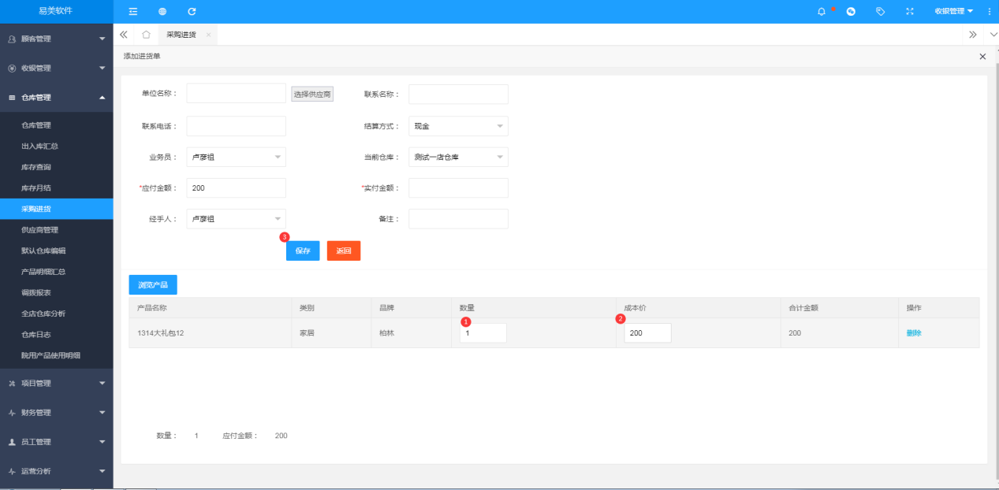 易美软件
收银管理
顾客管理
收银管理
仓库管理
仓库管理
出入库汇总
库存查询
库存月结
采购进货
供应商管理
默认仓库编辑
产品明细汇总
调拨报表
全店仓库分析
仓库日志
院用产品使用明细
项目管理
财务管理
员工管理
运营分析
采购进货 ×
添加进货单
单位名称： 选择供应商 联系名称：
联系电话： 结算方式： 现金
业务员： 卢彦祖 当前仓库： 测试一店仓库
*应付金额： 200 *实付金额：
经手人： 卢彦祖 备注：
3
保存 返回
浏览产品
产品名称 类别 品牌 数量 成本价 合计金额 操作
1 2
1314大礼包12 家居 柏林 1 200 200 删除
数量： 1 应付金额： 200